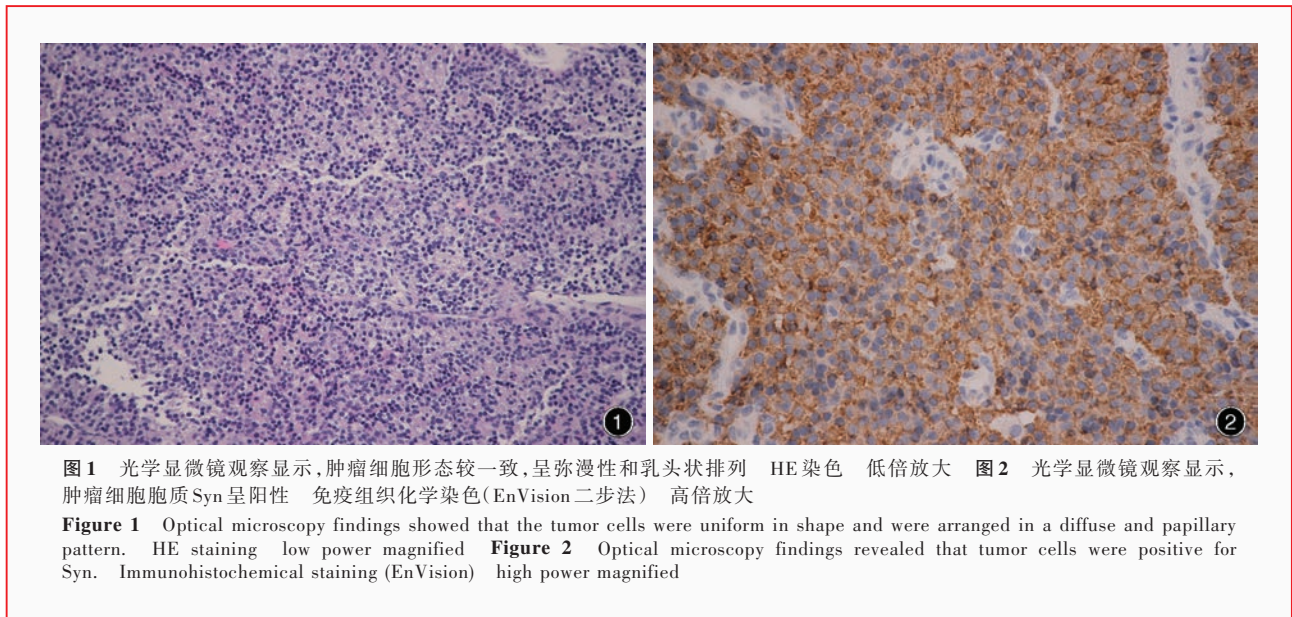 1
2
图1 光学显微镜观察显示,肿瘤细胞形态较一致,呈弥漫性和乳头状排列 HE染色 低倍放大 图2 光学显微镜观察显示,
肿瘤细胞胞质Syn呈阳性 免疫组织化学染色(EnVision二步法) 高倍放大
Figure 1 Optical microscopy findings showed that the tumor cells were uniform in shape and were arranged in a diffuse and papillary
pattern. HE staining low power magnified Figure 2 Optical microscopy findings revealed that tumor cells were positive for
Syn. Immunohistochemical staining (EnVision) high power magnified